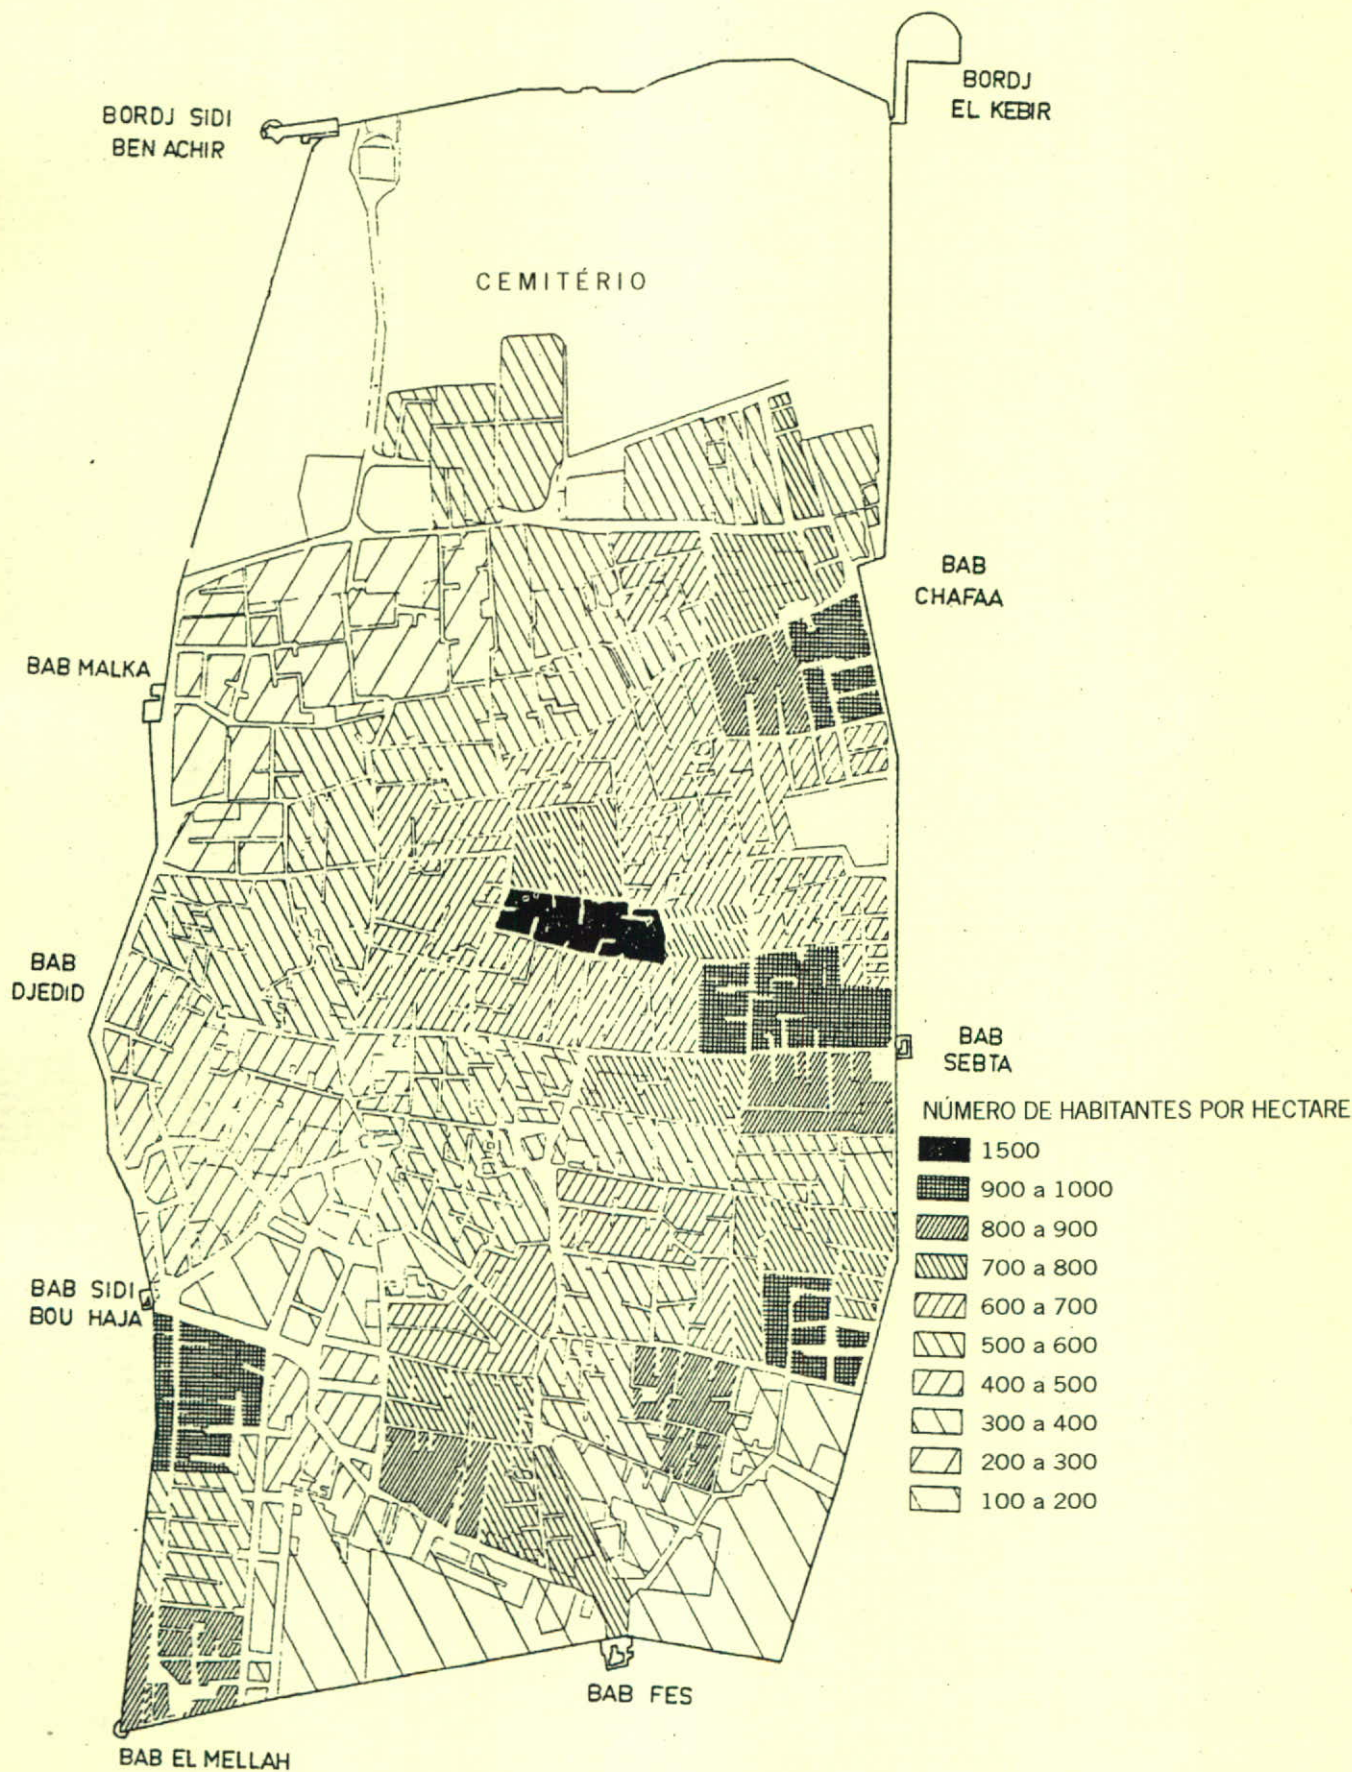 BORDJ
EL KEBIR
BORDJ SIDI
BEN ACHIR
CEMITÉRIO
BAB
CHAFAA
BAB MALKA
BAB
DJEDID
BAB
SEBTA
NÚMERO DE HABITANTES POR HECTARE
1500
900 a 1000
800 a 900
700 a 800
600 a 700
500 a 600
400 a 500
300 a 400
200 a 300
100 a 200
BAB SIDI
BOU HAJA
BAB FES
BAB EL MELLAH